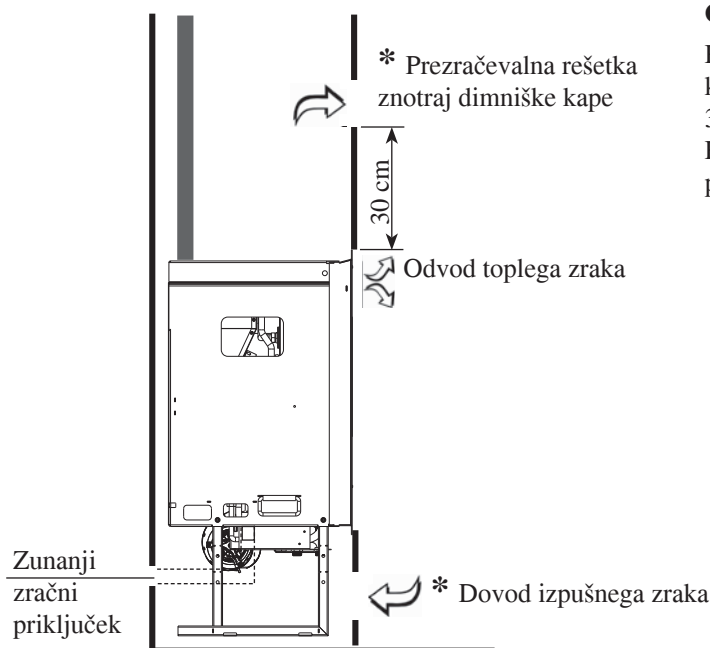 * Prezračevalna rešetka
znotraj dimniške kape
30 cm
Odvod toplega zraka
Zunanji
zračni
priključek
* Dovod izpušnega zraka